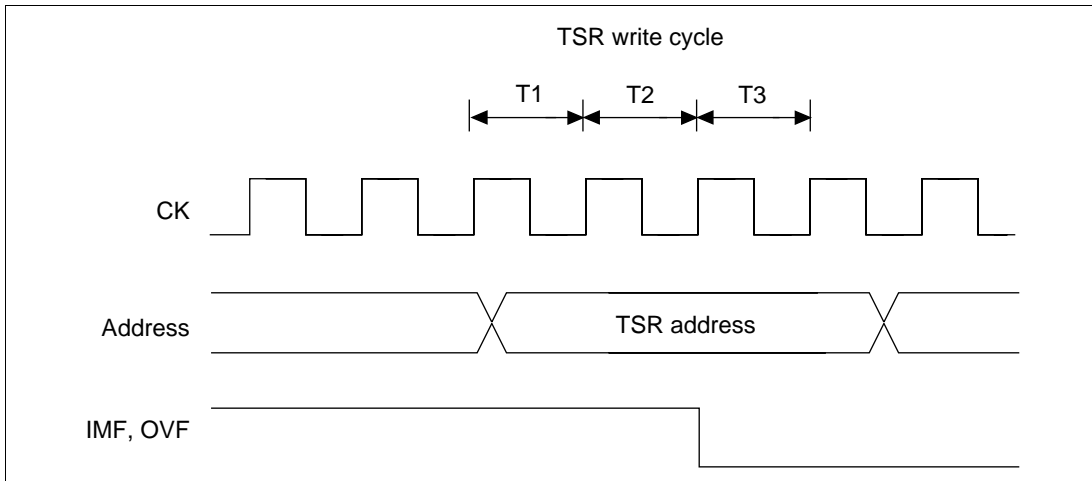 TSR write cycle
T1 T2 T3
CK
Address TSR address
IMF, OVF